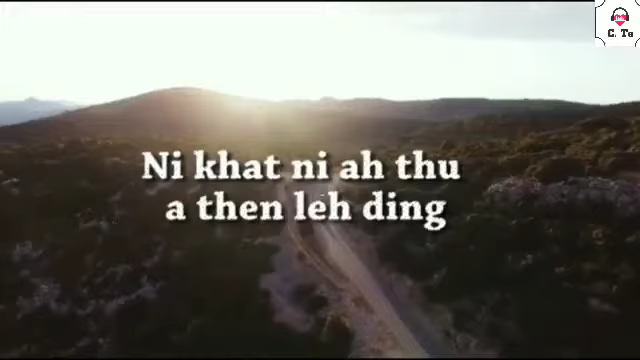 C. Te
Ni khat ni ah thu
a then leh ding